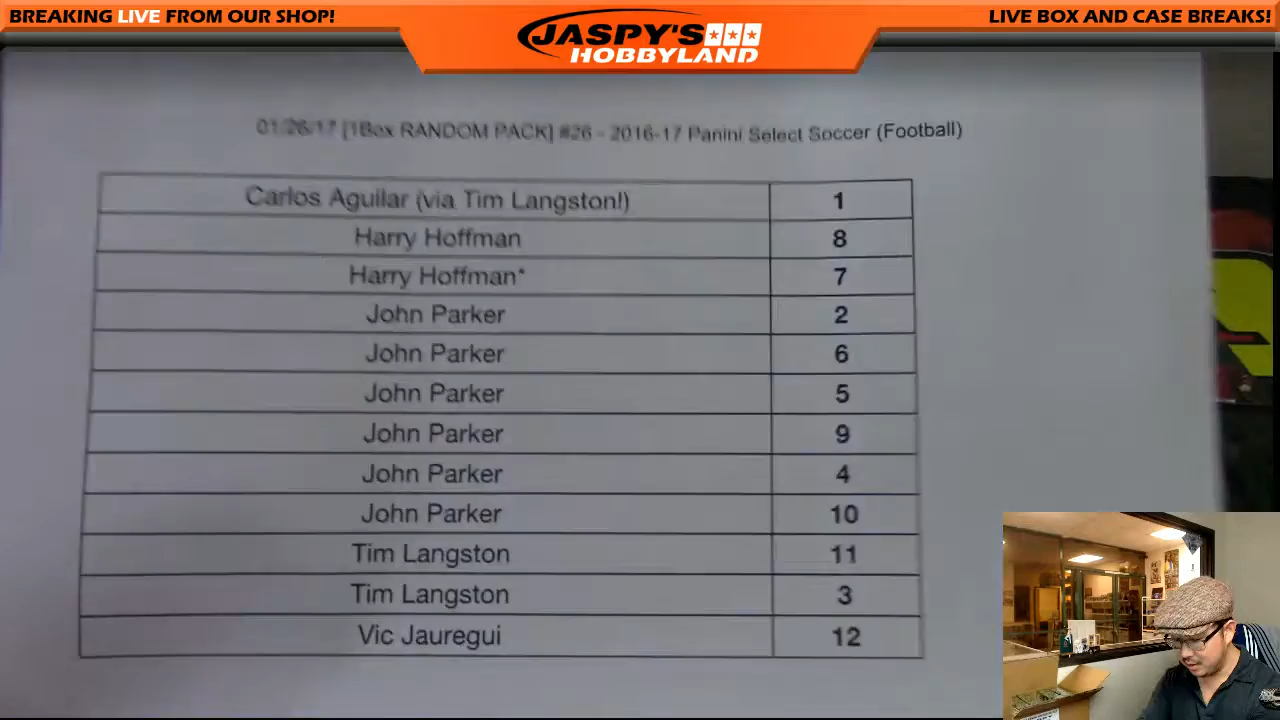 BREAKING LIVE FROM OUR SHOP!
JASPY'S
HOBBYLAND
LIVE BOX AND CASE BREAKS!
01/26/17 [1Box RANDOM PACK] #26 - 2016-17 Panini Select Soccer (Football)
Carlos Aguilar (via Tim Langston!) 1
Harry Hoffman 8
Harry Hoffman* 7
John Parker 2
John Parker 6
John Parker 5
John Parker 9
John Parker 4
John Parker 10
Tim Langston 11
Tim Langston 3
Vic Jauregui 12